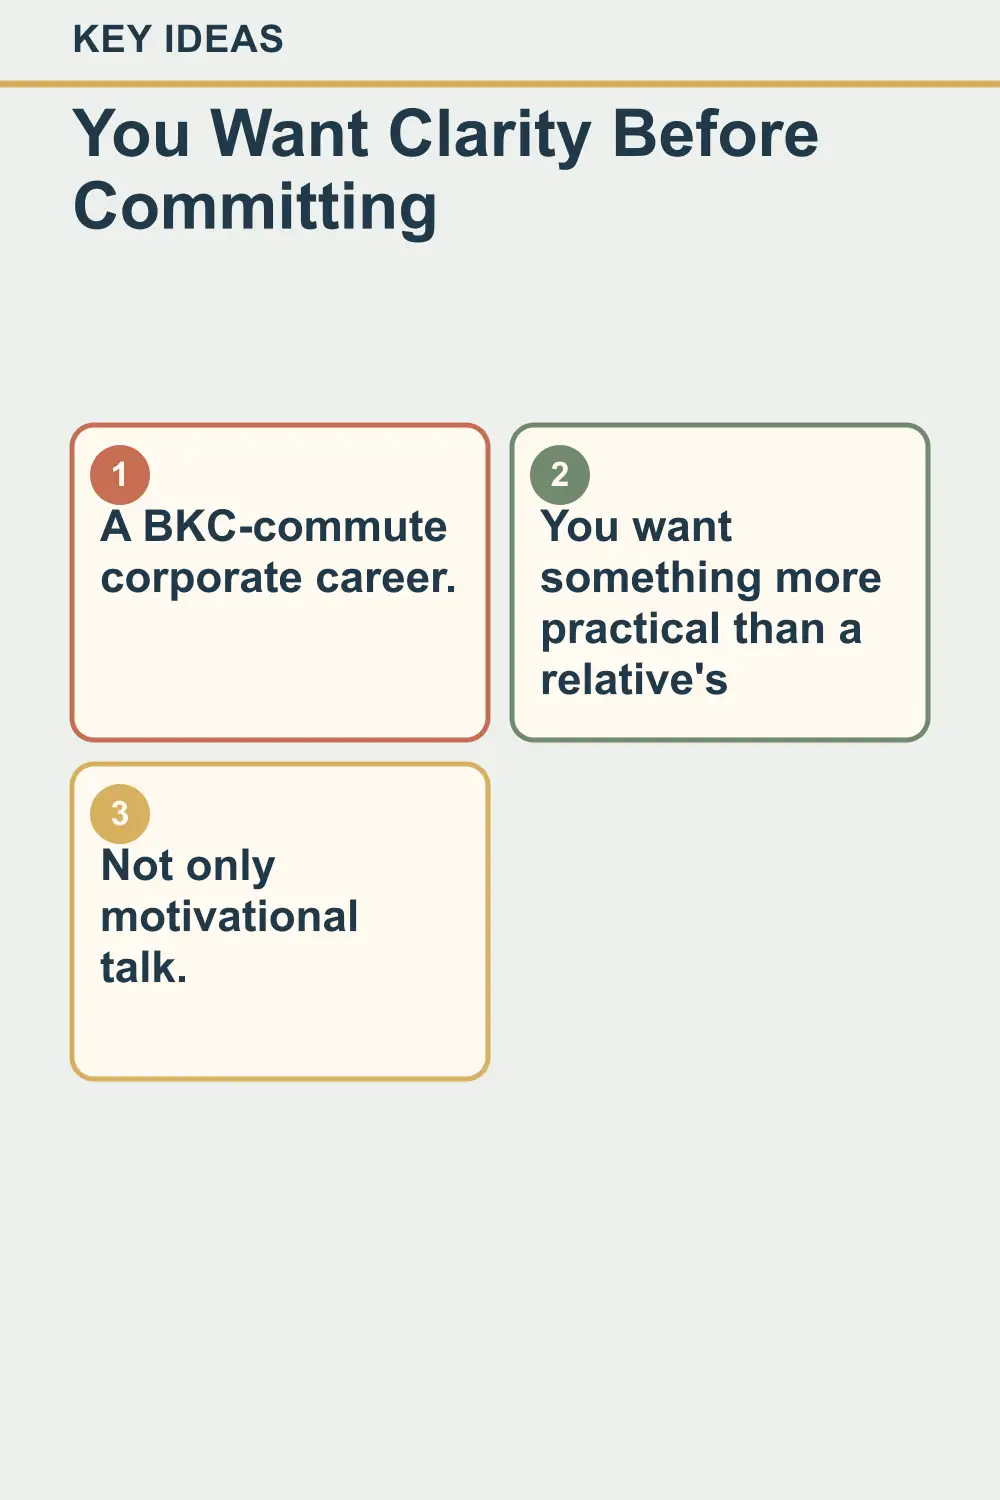 KEY IDEAS
You Want Clarity Before
Committing
1
A BKC-commute
corporate career.
2
You want
something more
practical than a
relative's
3
Not only
motivational
talk.